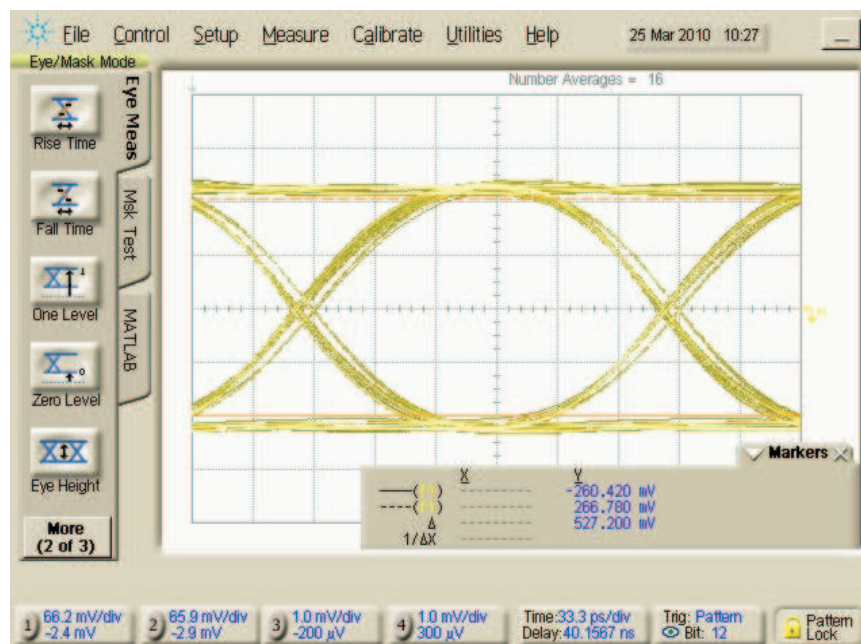 File Control Setup Measure Calibrate Utilities Help 25 Mar 2010 10:27
Eye/Mask Mode
Number Averages = 16
Eye Meas
Rise Time
Msk Test
Fall Time
One Level
MATLAB
Zero Level
Eye Height
More
(2 of 3)
Markers
X Y
-260.420 mV
266.780 mV
Δ 527.200 mV
1/ΔX
1 66.2 mV/div
-2.4 mV
2 65.9 mV/div
-2.9 mV
3 1.0 mV/div
-200 µV
4 1.0 mV/div
300 µV
Time:33.3 ps/div
Delay:40.1567 ns
Trig: Pattern
Bit: 12
Pattern
Lock